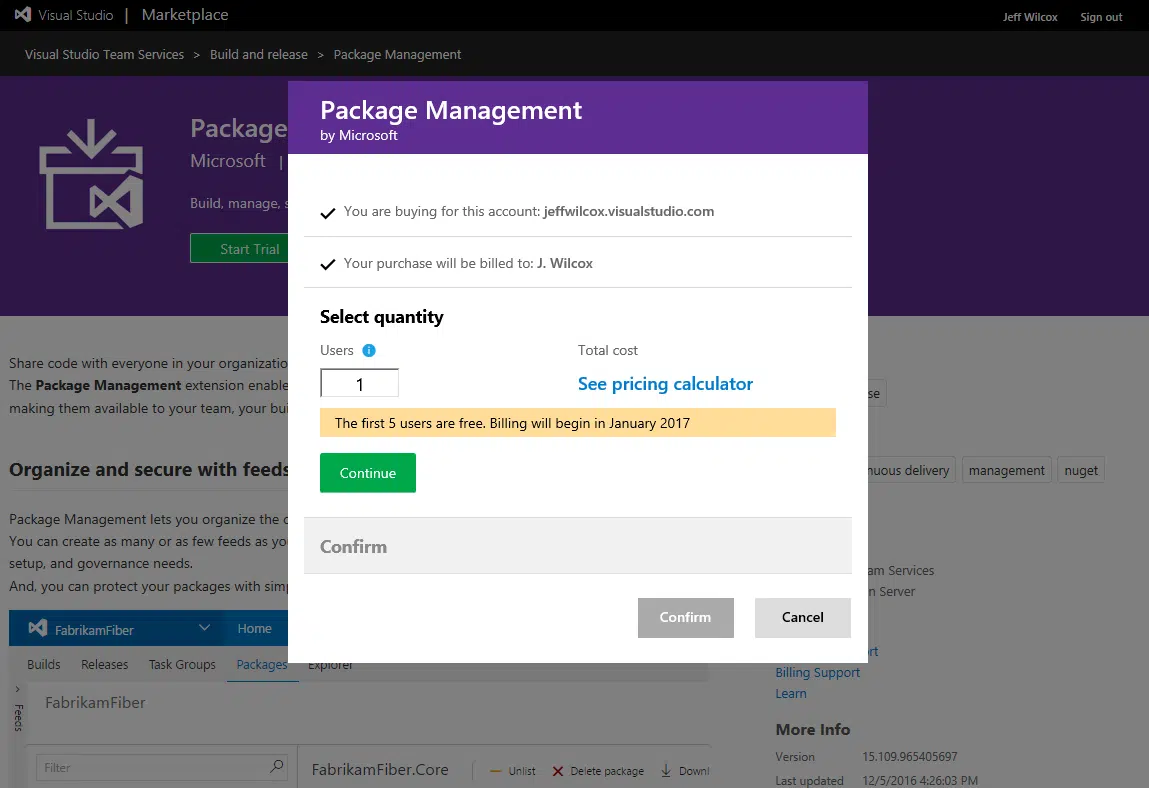 Visual Studio | Marketplace
Jeff Wilcox Sign out
Visual Studio Team Services > Build and release > Package Management
Package
Microsoft |
Build, manage,
Start Trial
Package Management
by Microsoft
You are buying for this account: jeffwilcox.visualstudio.com
Your purchase will be billed to: J. Wilcox
Select quantity
Users
Total cost
1
See pricing calculator
The first 5 users are free. Billing will begin in January 2017
Continue
Confirm
Confirm
Cancel
Share code with everyone in your organizatio
The Package Management extension enable
making them available to your team, your bui
Organize and secure with feeds
Package Management lets you organize the
You can create as many or as few feeds as you
setup, and governance needs.
And, you can protect your packages with simp
FabrikamFiber
Home
Builds Releases Task Groups Packages Explorer
Feeds
FabrikamFiber
Filter
FabrikamFiber.Core
Unlist
Delete package
Downl
se
nuous delivery
management
nuget
am Services
n Server
rt
Billing Support
Learn
More Info
Version 15.109.965405697
Last updated 12/5/2016 4:26:03 PM